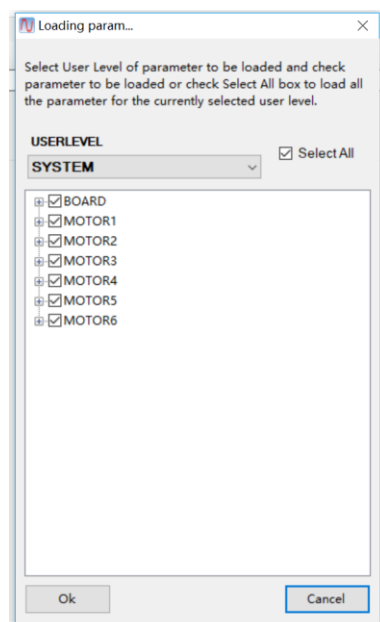 Loading param...
Select User Level of parameter to be loaded and check
parameter to be loaded or check Select All box to load all
the parameter for the currently selected user level.
USERLEVEL
Select All
SYSTEM
BOARD
MOTOR1
MOTOR2
MOTOR3
MOTOR4
MOTOR5
MOTOR6
Ok
Cancel